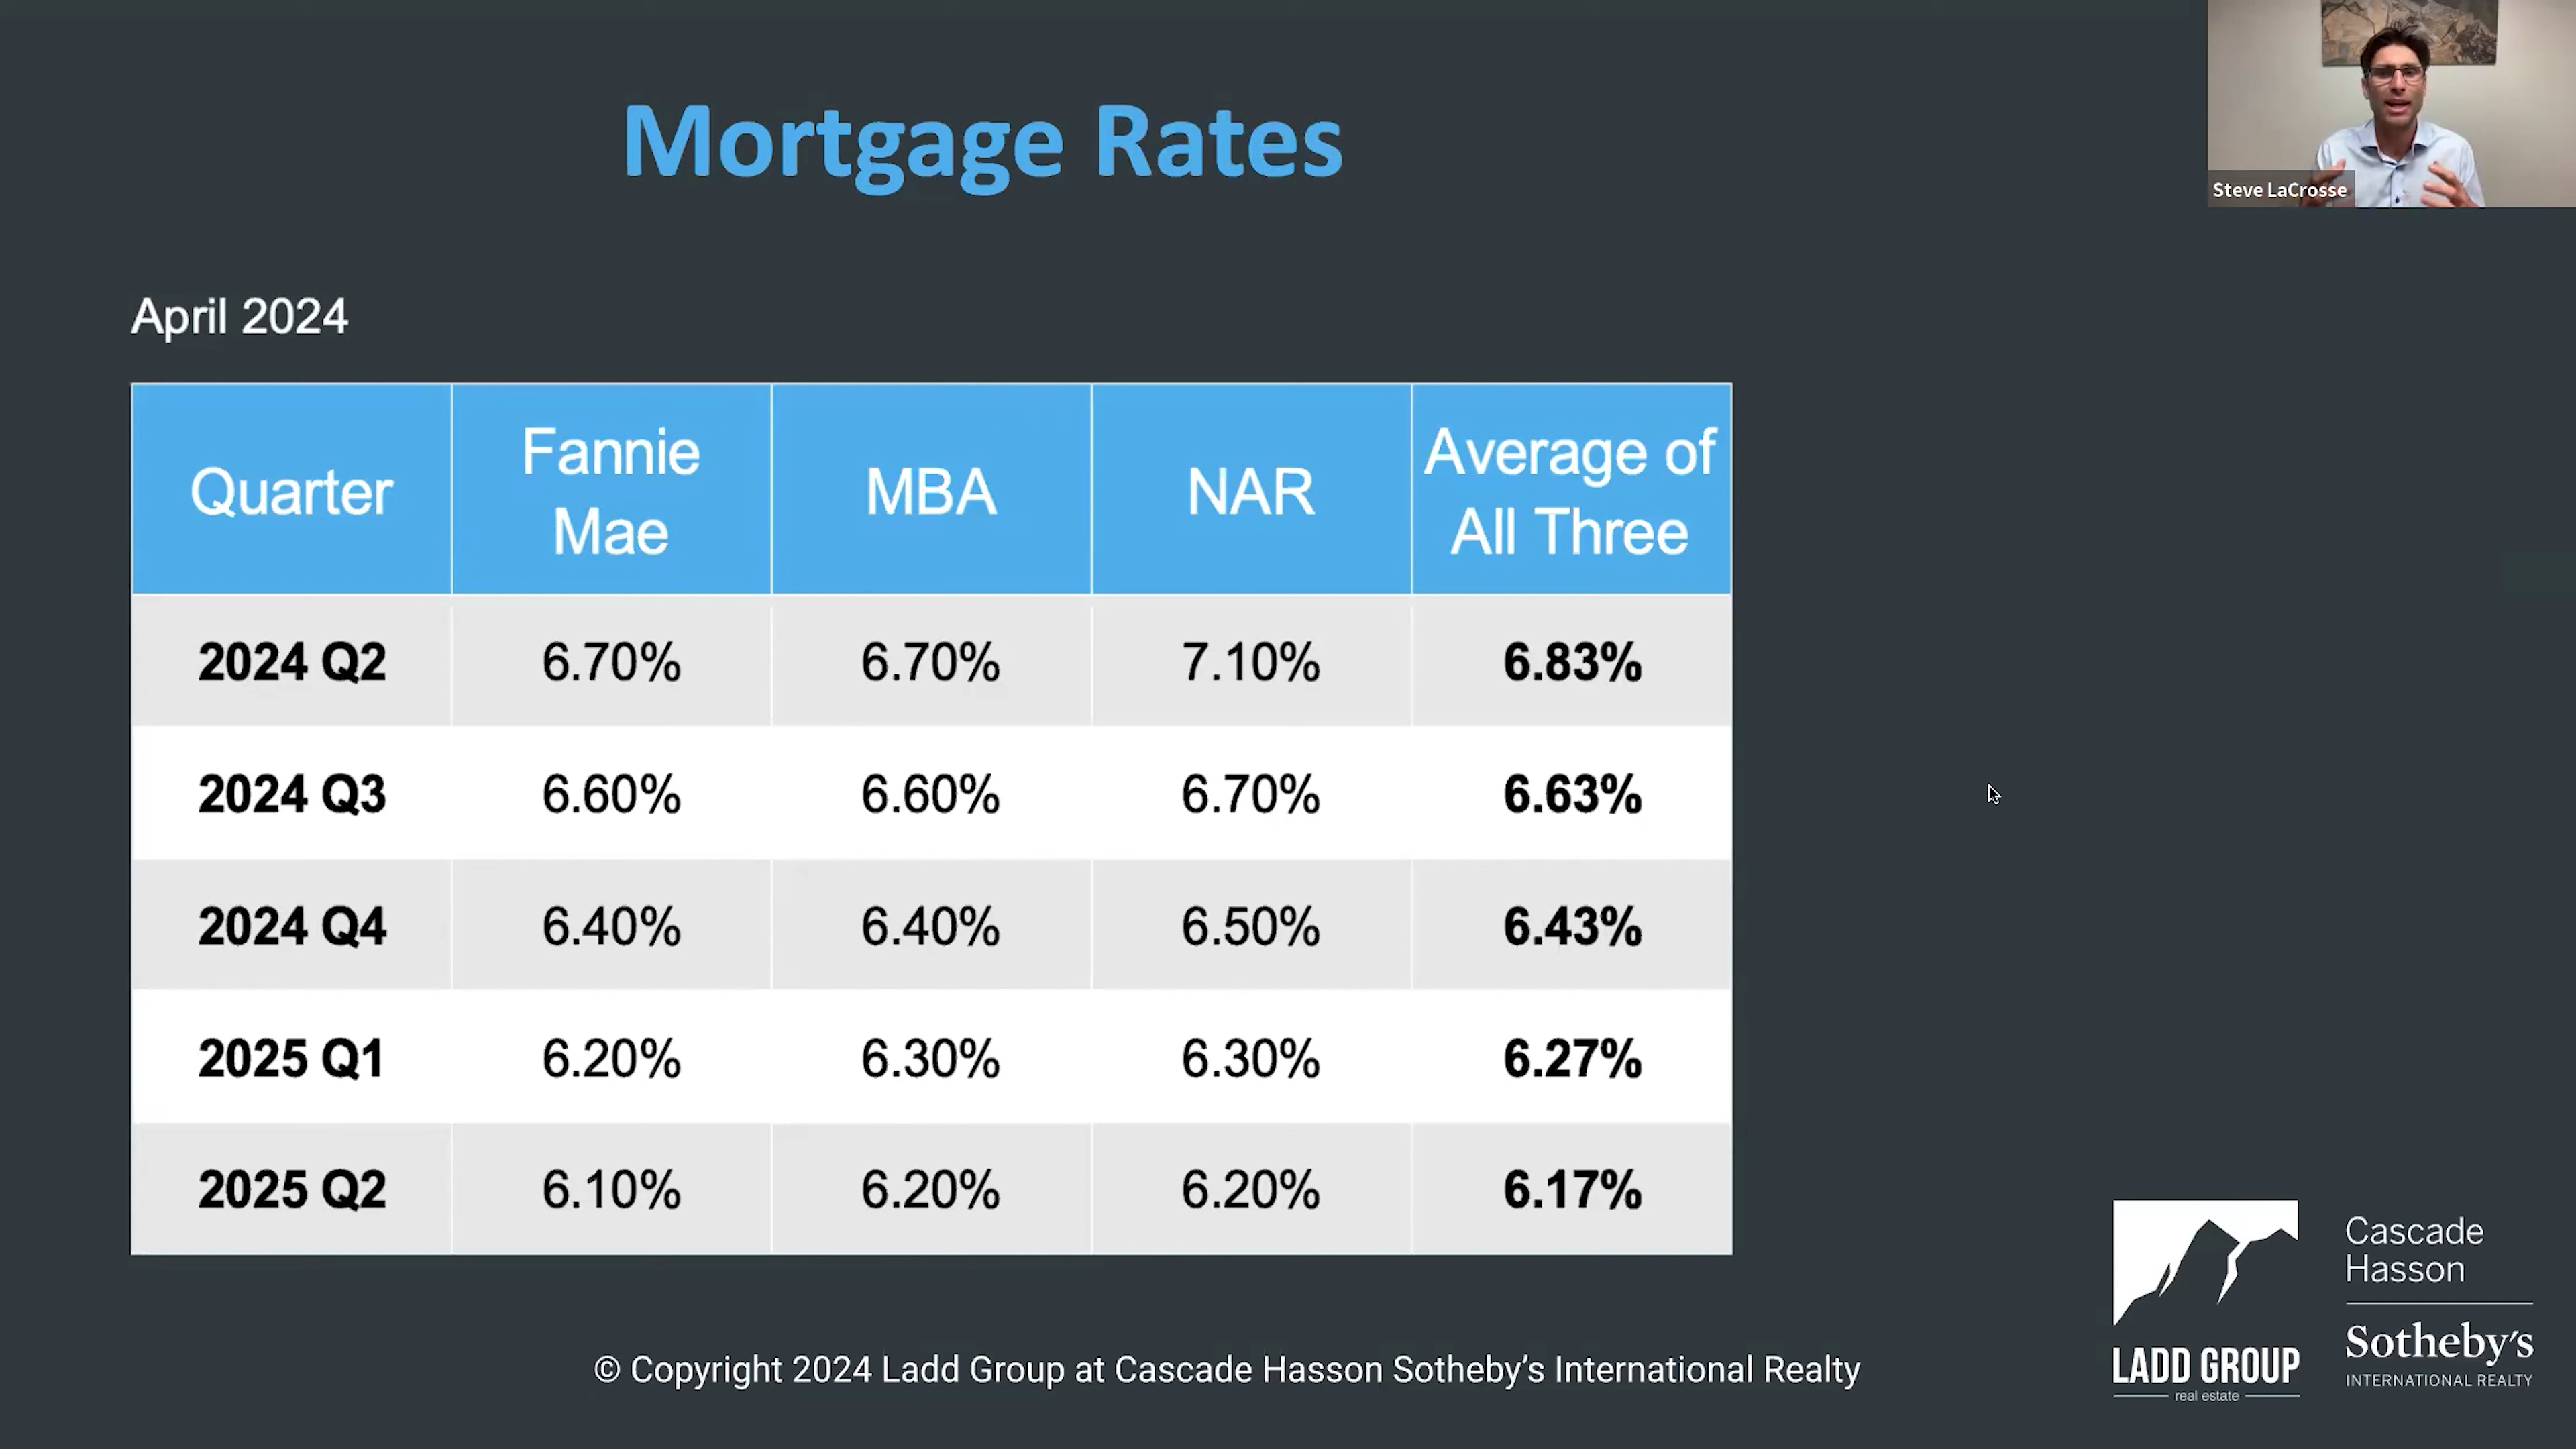 Mortgage Rates
Steve LaCrosse
April 2024
Quarter Fannie Mae MBA NAR Average of All Three
2024 Q2 6.70% 6.70% 7.10% 6.83%
2024 Q3 6.60% 6.60% 6.70% 6.63%
2024 Q4 6.40% 6.40% 6.50% 6.43%
2025 Q1 6.20% 6.30% 6.30% 6.27%
2025 Q2 6.10% 6.20% 6.20% 6.17%
© Copyright 2024 Ladd Group at Cascade Hasson Sotheby’s International Realty
LADD GROUP
real estate
Cascade
Hasson
Sotheby’s
INTERNATIONAL REALTY